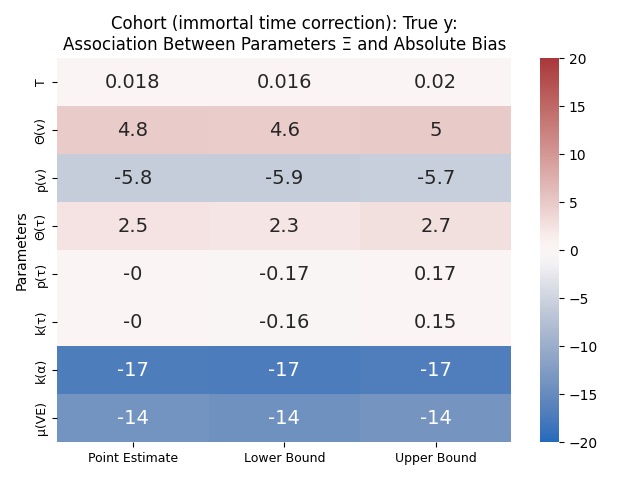 Cohort (immortal time correction): True y:
Association Between Parameters Ξ and Absolute Bias
Parameters
T 0.018 0.016 0.02
Θ(v) 4.8 4.6 5
p(v) -5.8 -5.9 -5.7
Θ(τ) 2.5 2.3 2.7
p(τ) -0 -0.17 0.17
k(τ) -0 -0.16 0.15
k(α) -17 -17 -17
μ(VE) -14 -14 -14
Point Estimate Lower Bound Upper Bound
20
15
10
5
0
−5
−10
−15
−20